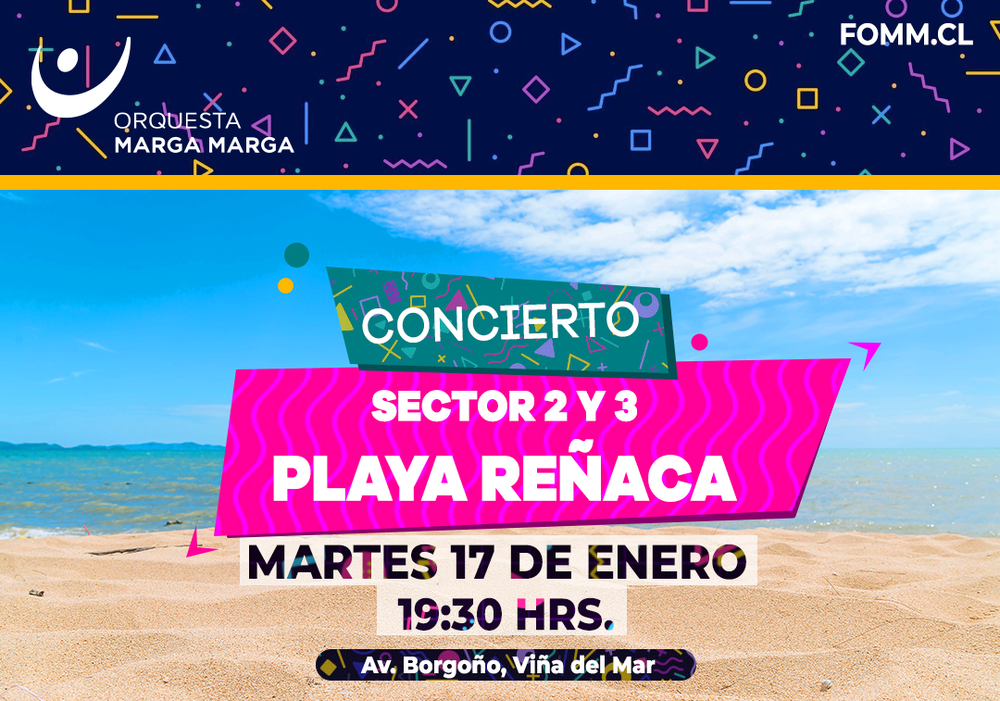 FOMM.CL
ORQUESTA
MARGA MARGA
CONCIERTO
SECTOR 2 Y 3
PLAYA REÑACA
MARTES 17 DE ENERO
19:30 HRS.
Av. Borgoño, Viña del Mar